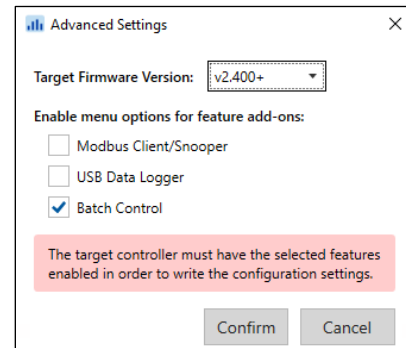 Advanced Settings
Target Firmware Version: v2.400+
Enable menu options for feature add-ons:
Modbus Client/Snooper
USB Data Logger
Batch Control
The target controller must have the selected features
enabled in order to write the configuration settings.
Confirm Cancel